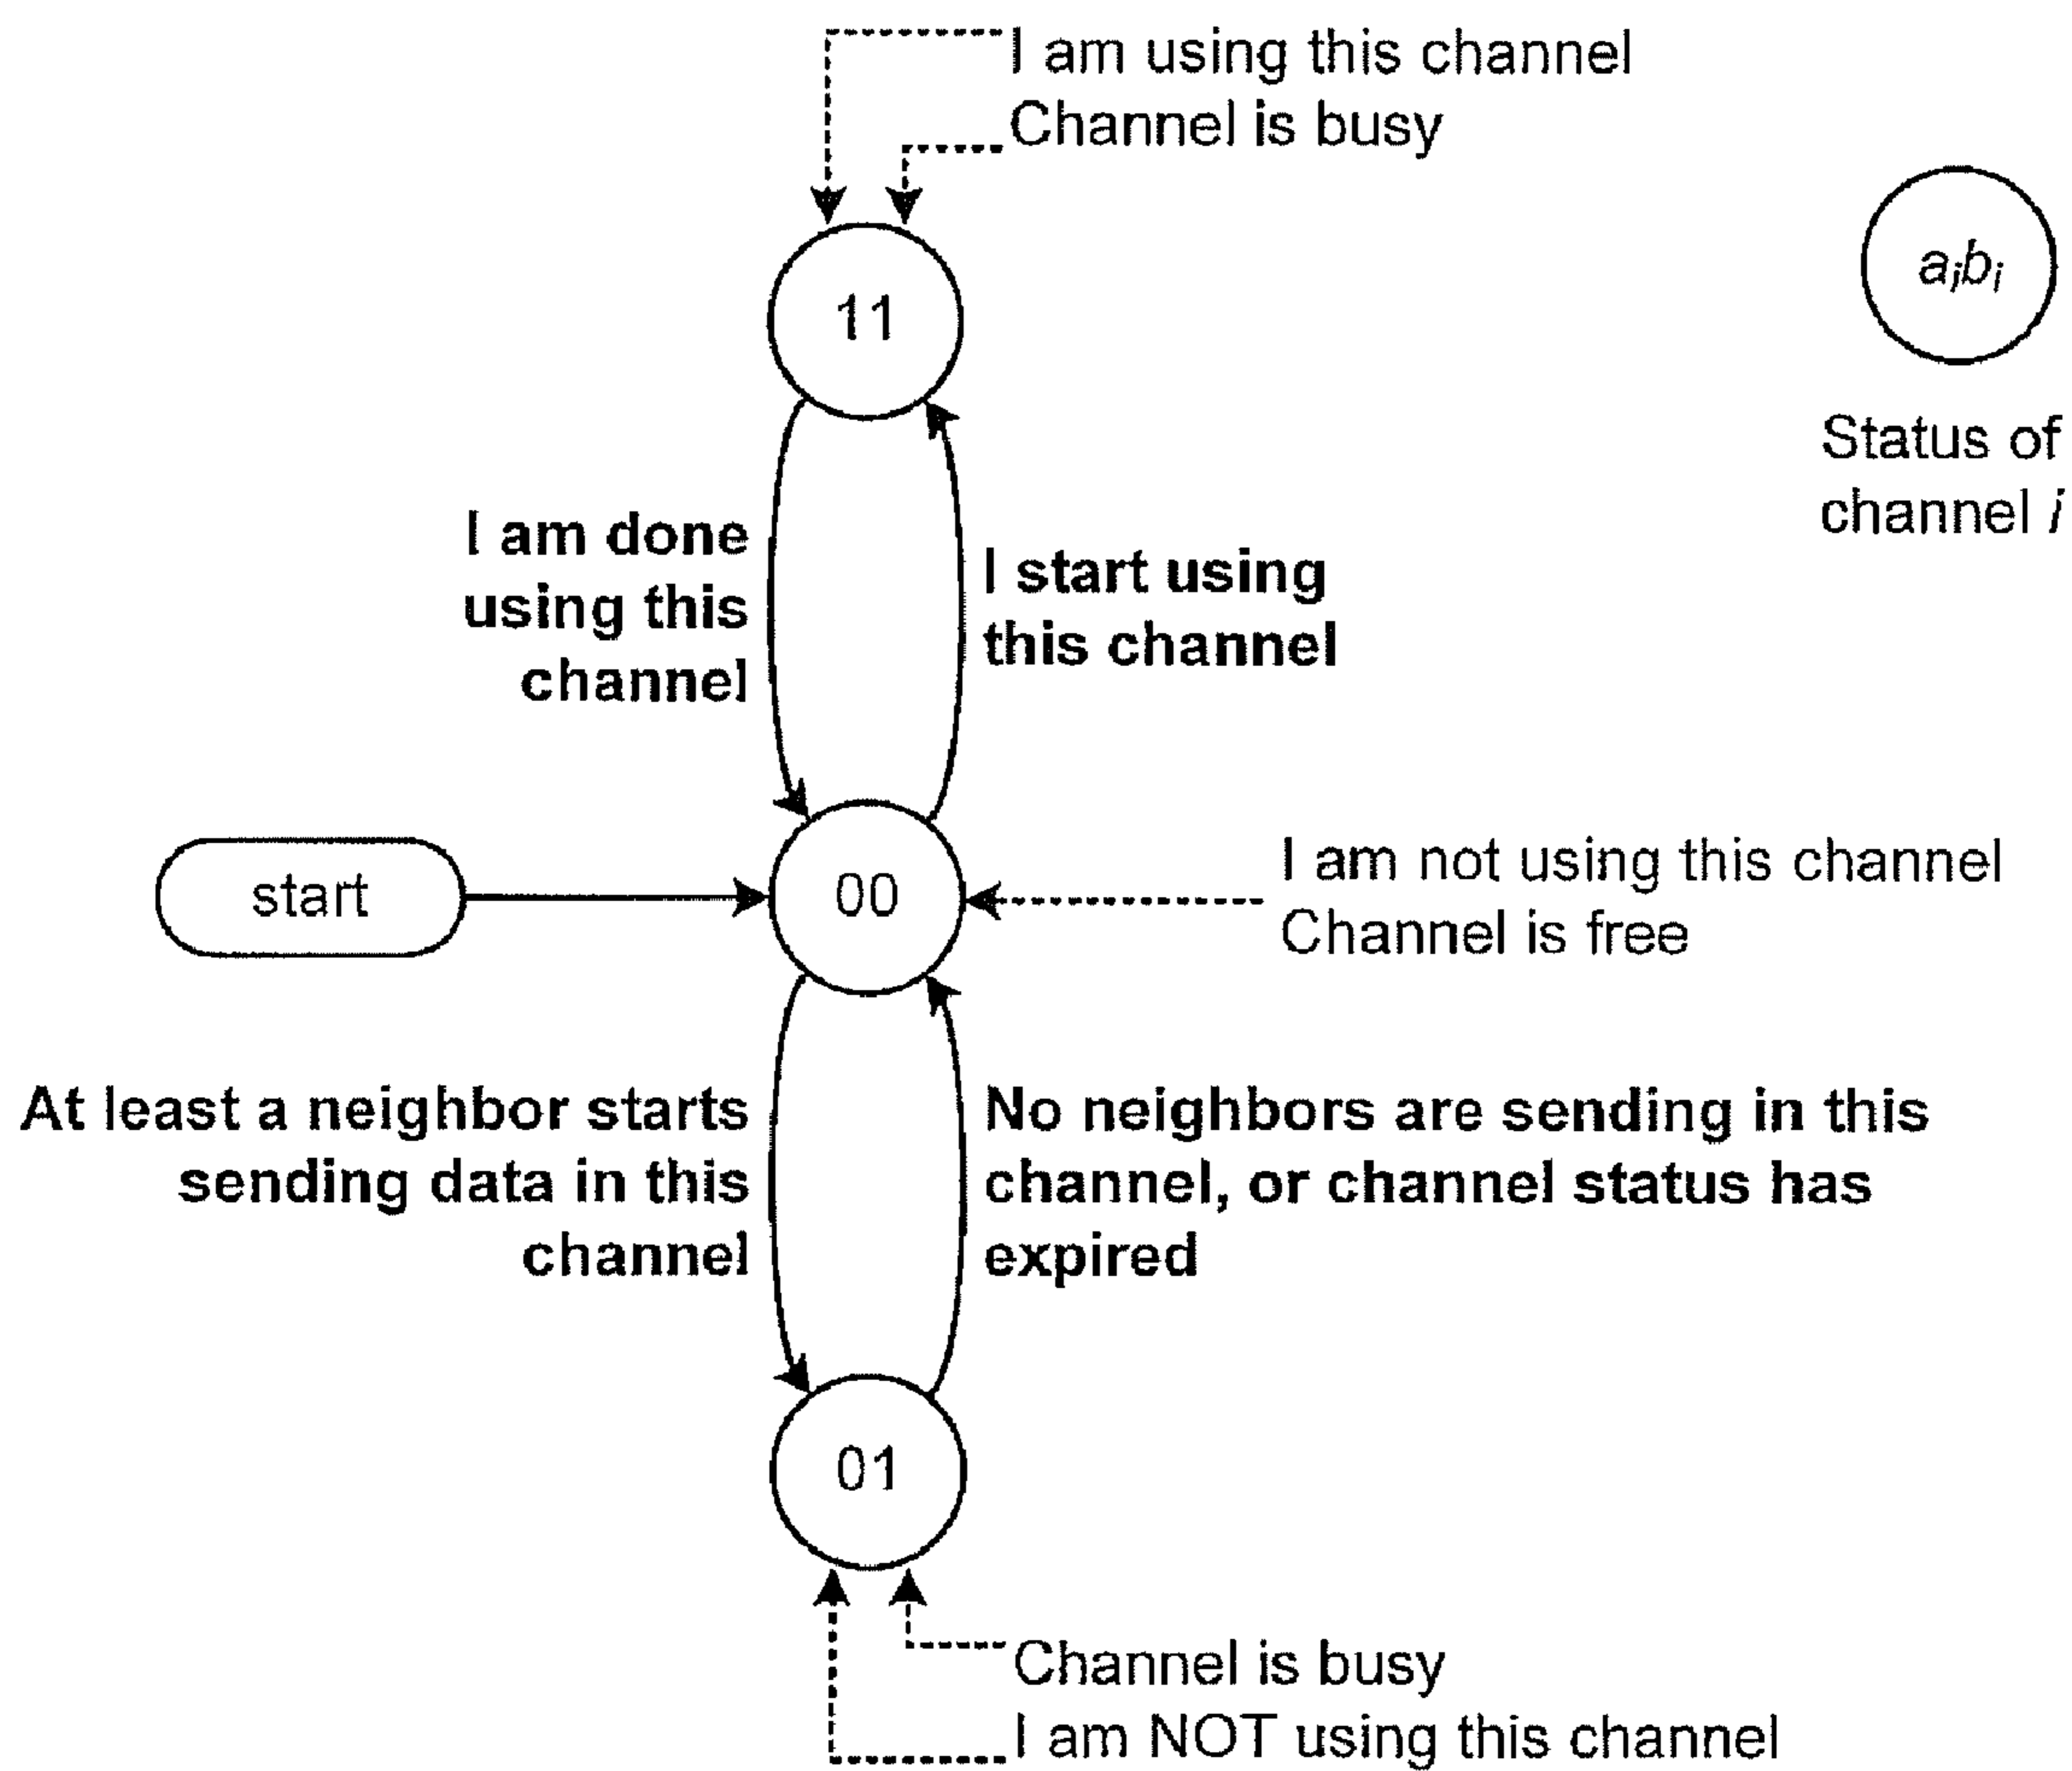 I am using this channel
Channel is busy
11
a_i b_i
Status of
channel i
I am done
using this
channel
I start using
this channel
start
00
I am not using this channel
Channel is free
At least a neighbor starts
sending data in this
channel
No neighbors are sending in this
channel, or channel status has
expired
01
Channel is busy
I am NOT using this channel